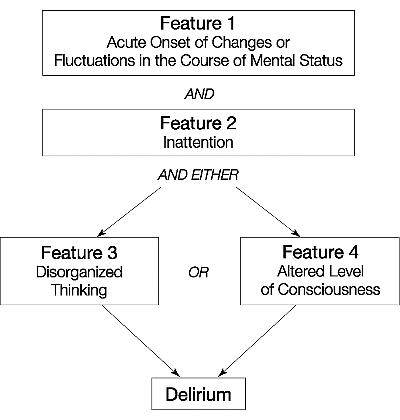 Feature 1
Acute Onset of Changes or
Fluctuations in the Course of Mental Status
AND
Feature 2
Inattention
AND EITHER
Feature 3
Disorganized
Thinking
OR
Feature 4
Altered Level
of Consciousness
Delirium